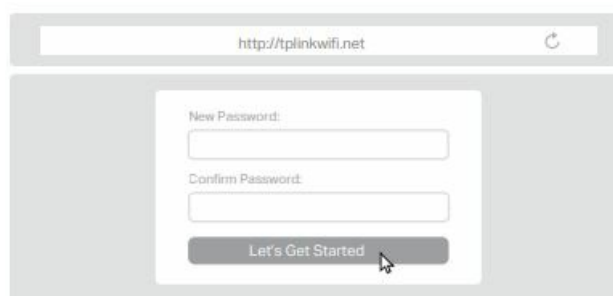 http://tplinkwifi.net
New Password:
Confirm Password:
Let's Get Started